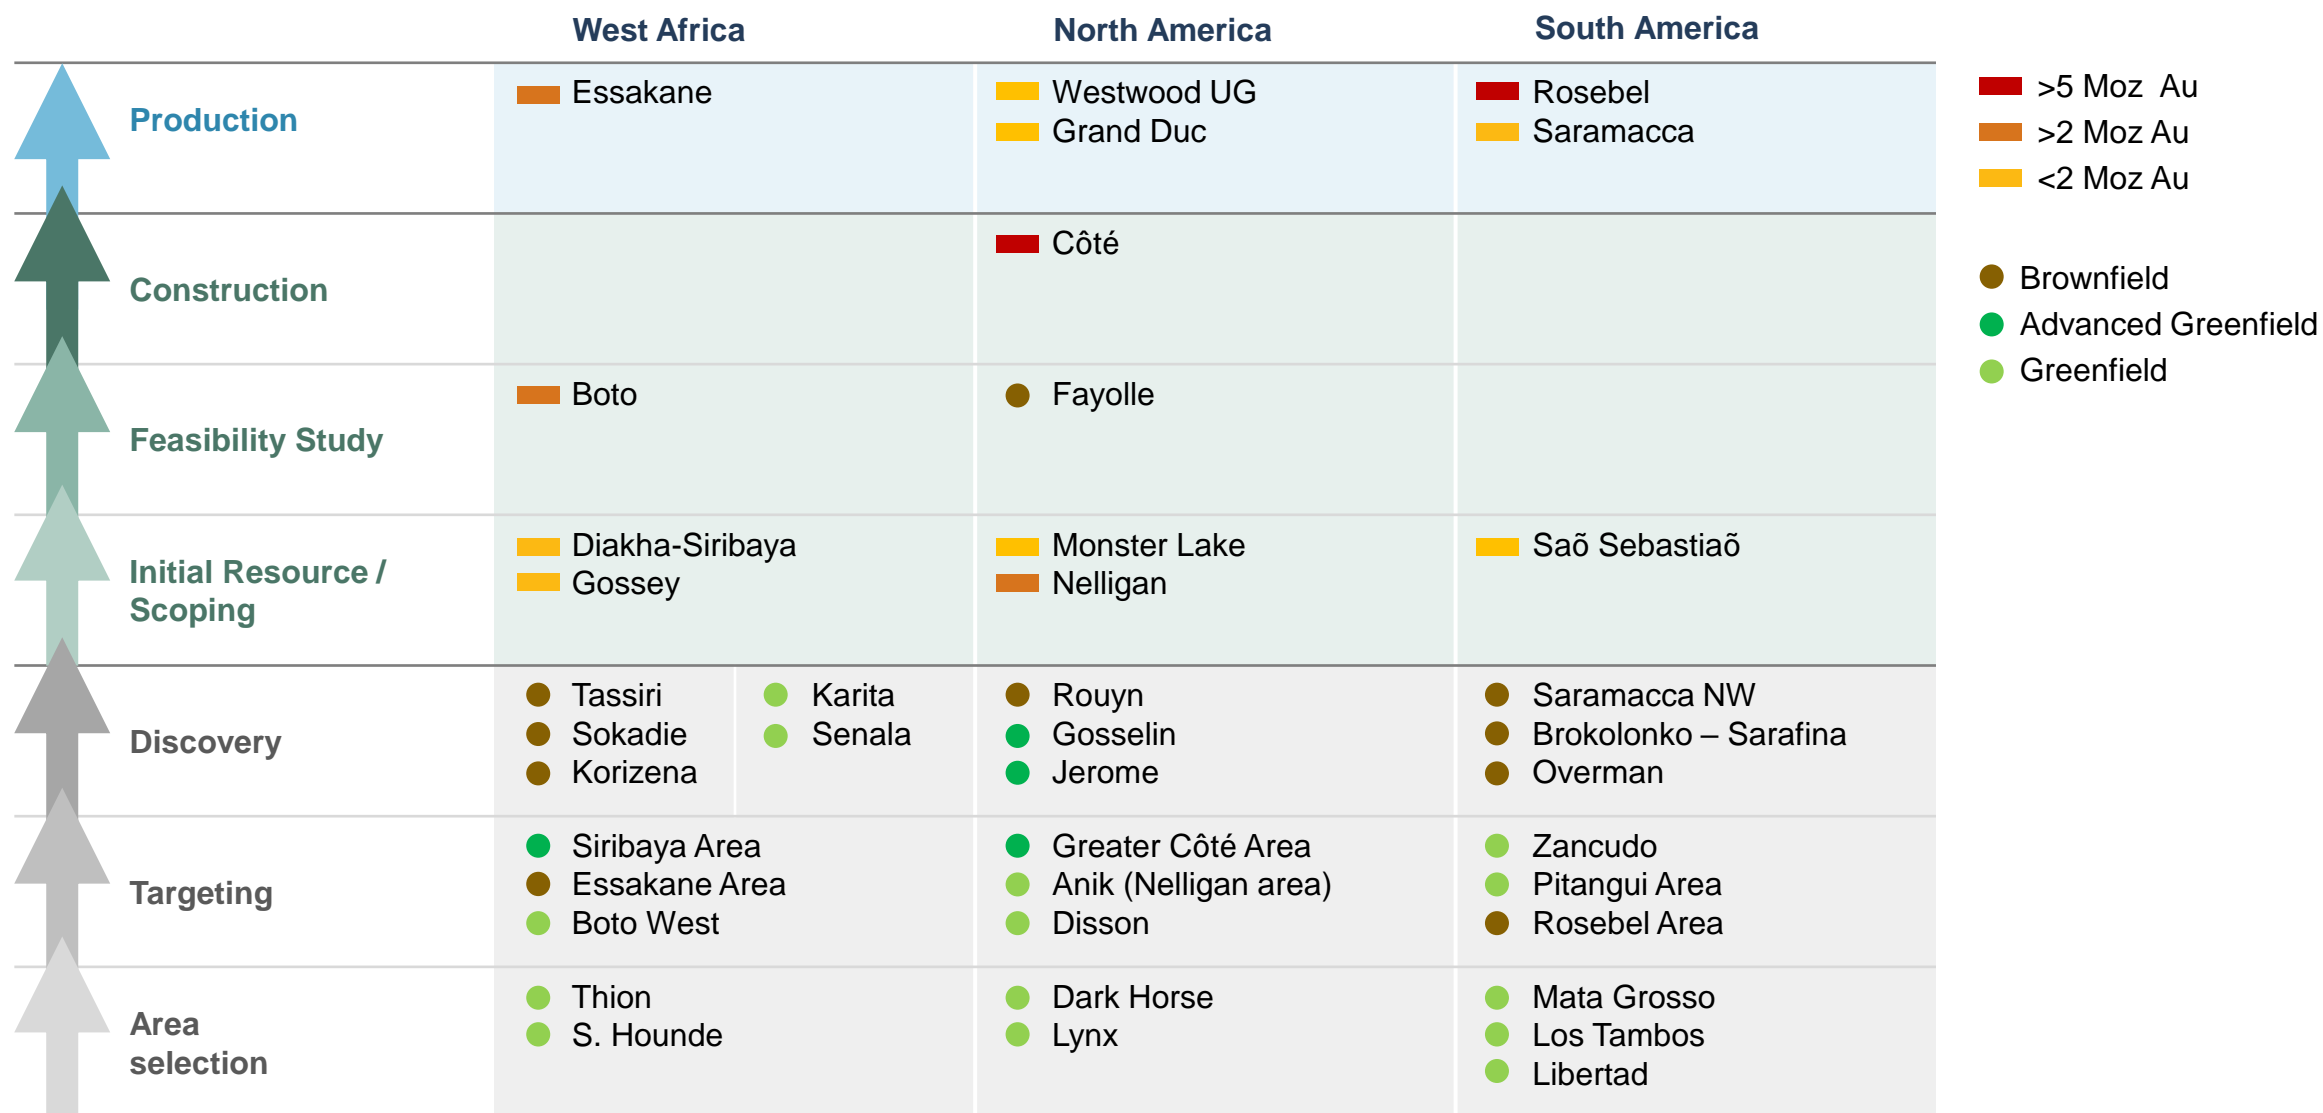 West Africa
North America
South America
Production
Essakane
Westwood UG
Grand Duc
Rosebel
Saramacca
Construction
Côté
Feasibility Study
Boto
Fayolle
Initial Resource /
Scoping
Diakha-Siribaya
Gossey
Monster Lake
Nelligan
Saõ Sebastiaõ
Discovery
Tassiri
Sokadie
Korizena
Karita
Senala
Rouyn
Gosselin
Jerome
Saramacca NW
Brokolonko – Sarafina
Overman
Targeting
Siribaya Area
Essakane Area
Boto West
Greater Côté Area
Anik (Nelligan area)
Disson
Zancudo
Pitangui Area
Rosebel Area
Area
selection
Thion
S. Hounde
Dark Horse
Lynx
Mata Grosso
Los Tambos
Libertad
>5 Moz Au
>2 Moz Au
<2 Moz Au
Brownfield
Advanced Greenfield
Greenfield